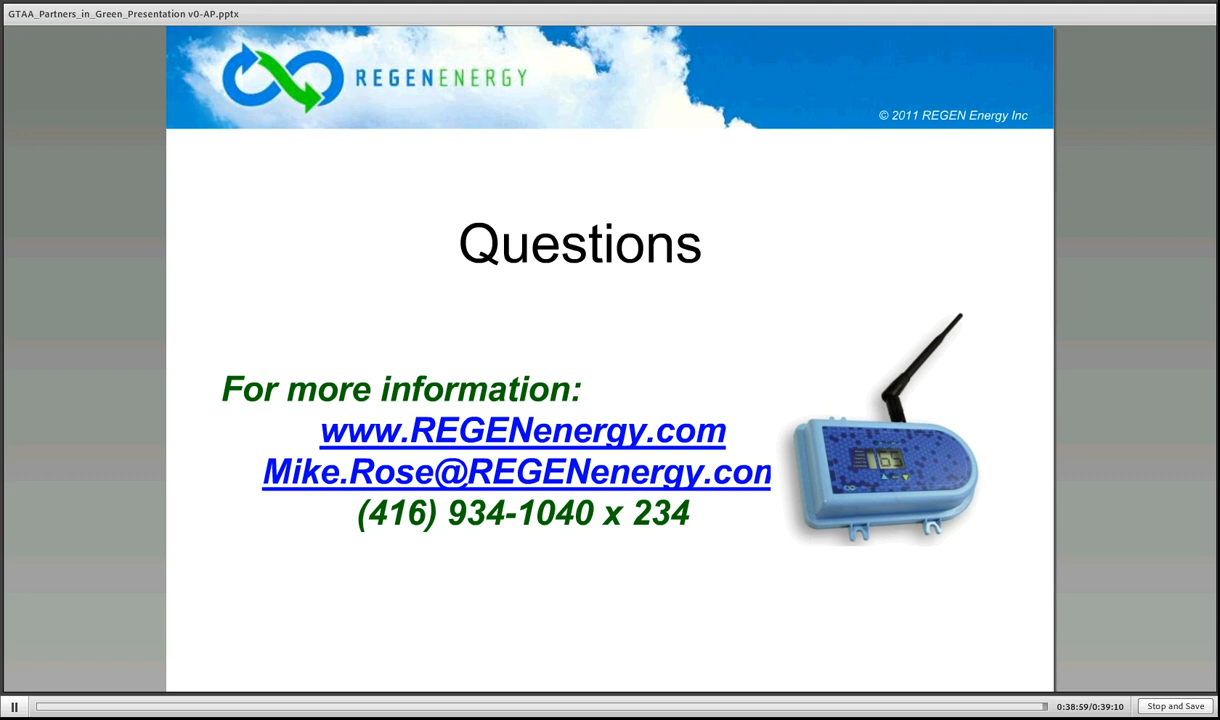 GTAA_Partners_in_Green_Presentation v0-AP.pptx
REGENENERGY
© 2011 REGEN Energy Inc
Questions
For more information:
www.REGENenergy.com
Mike.Rose@REGENenergy.con
(416) 934-1040 x 234
63
0:38:59/0:39:10
Stop and Save